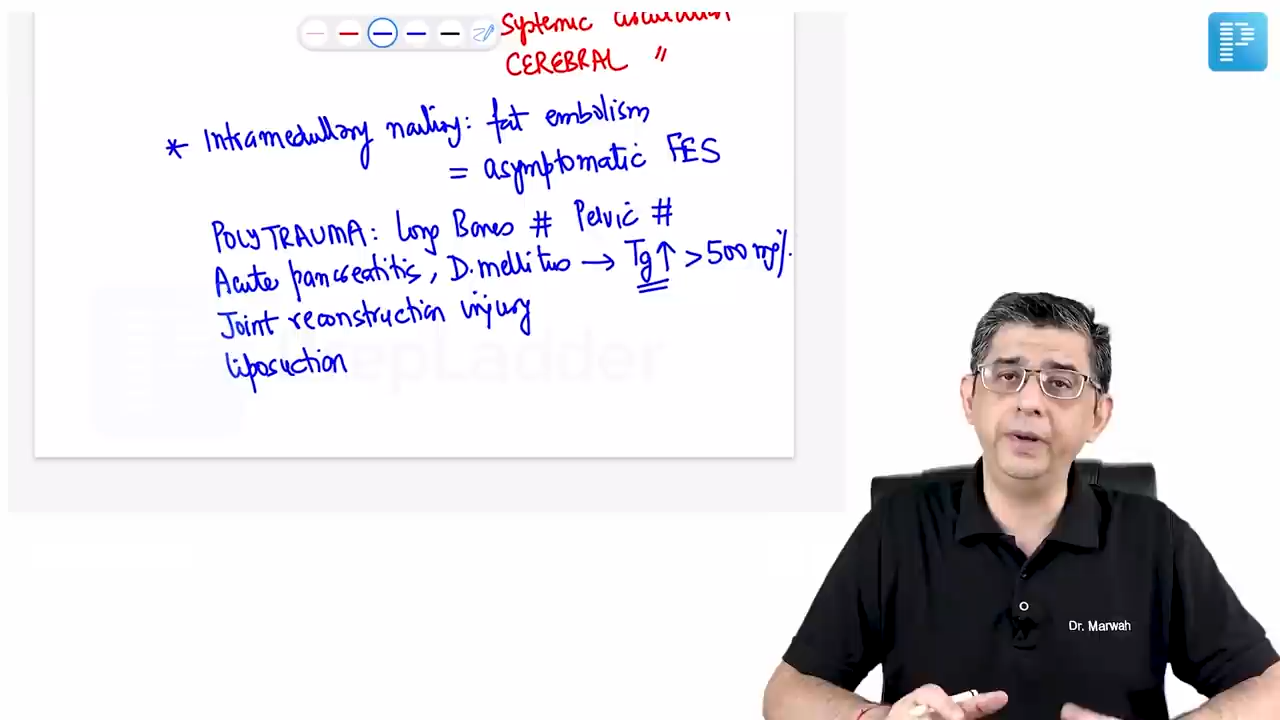 Systemic circulation
CEREBRAL "
* Intramedullary nailing: fat embolism
= asymptomatic FES
POLYTRAUMA: Long Bones # Pelvic #
Acute pancreatitis, D.mellitus → Tg↑ >500 mg%.
Joint reconstruction injury
liposuction
PrepLadder
Dr. Marwah